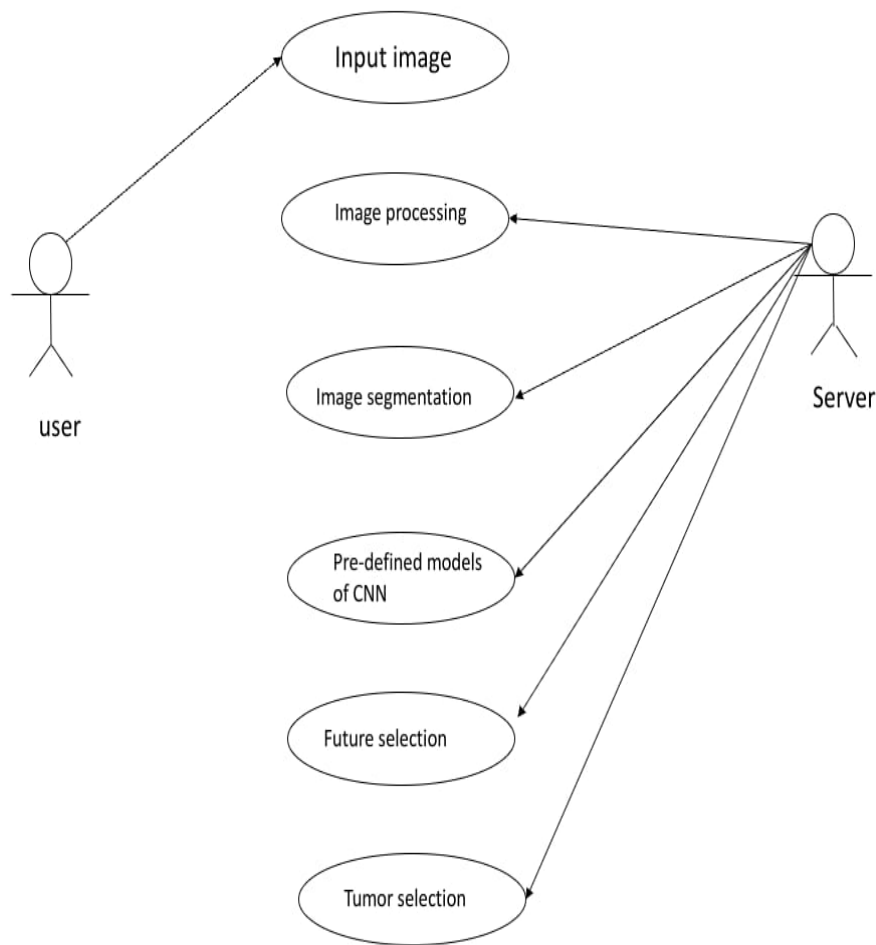 Input image
Image processing
Image segmentation
Server
user
Pre-defined models
of CNN
Future selection
Tumor selection